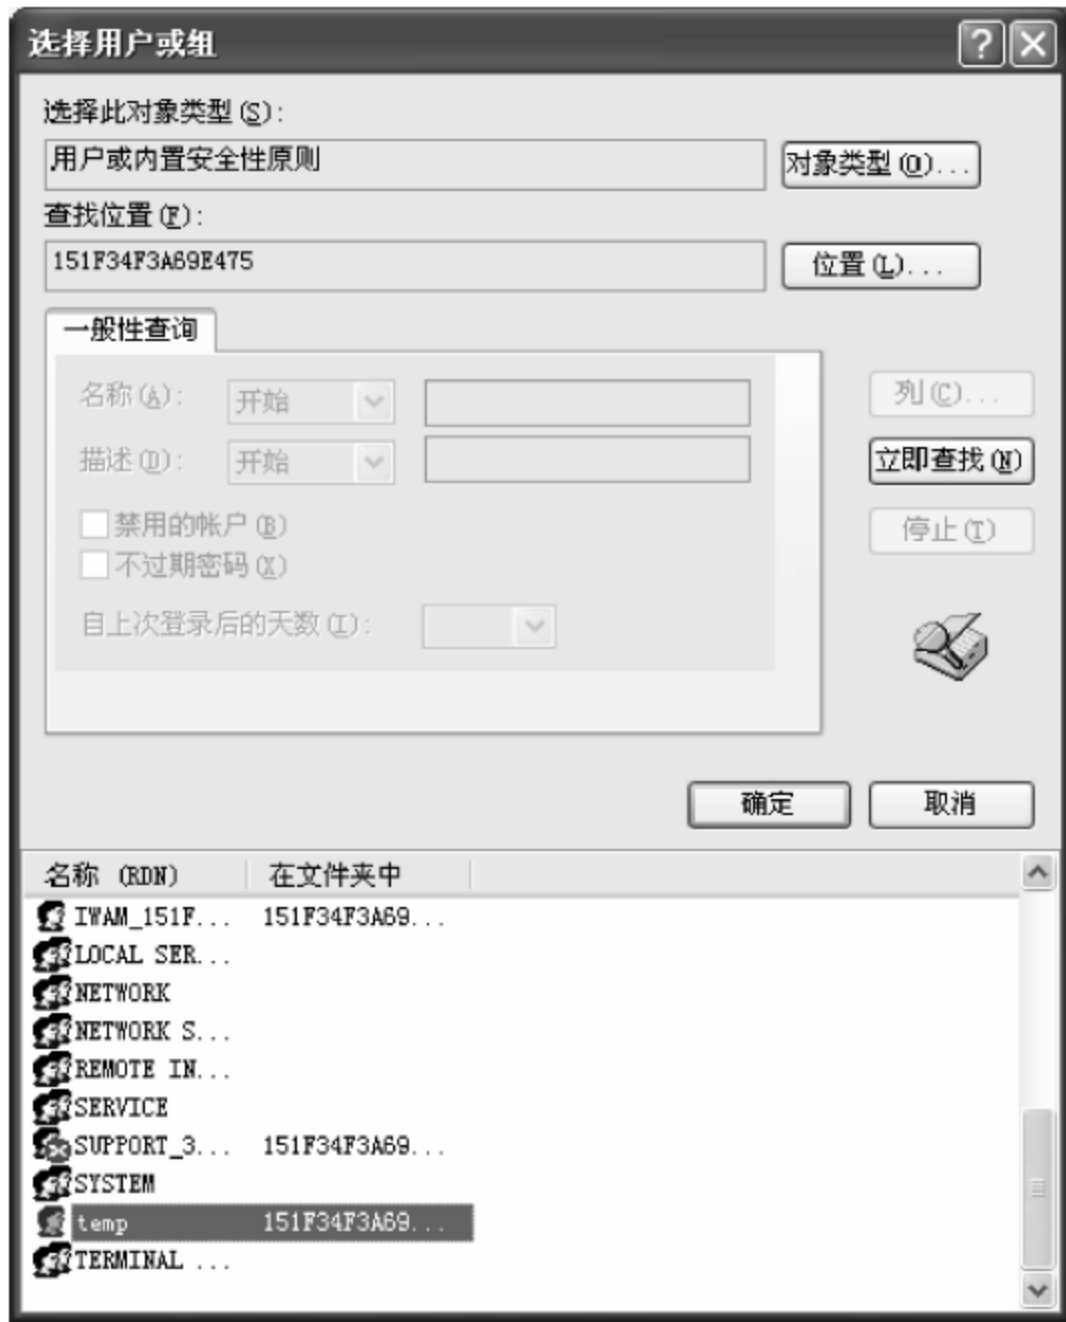 选择用户或组
选择此对象类型(S):
用户或内置安全性原则
对象类型(O)...
查找位置(F):
151F34F3A69E475
位置(L)...
一般性查询
名称(A):
开始
列(C)...
描述(D):
开始
立即查找(N)
禁用的帐户(B)
停止(T)
不过期密码(X)
自上次登录后的天数(I):
确定
取消
名称 (RDN) 在文件夹中
IWAM_151F... 151F34F3A69...
LOCAL SER...
NETWORK
NETWORK S...
REMOTE IN...
SERVICE
SUPPORT_3... 151F34F3A69...
SYSTEM
temp 151F34F3A69...
TERMINAL ...